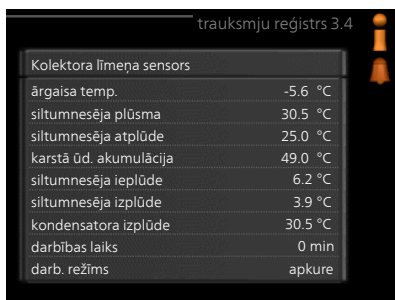 trauksmju reģistrs 3.4
Kolektora līmeņa sensors
ārgaisa temp. -5.6 °C
siltumnesēja plūsma 30.5 °C
siltumnesēja atplūde 25.0 °C
karstā ūd. akumulācija 49.0 °C
siltumnesēja ieplūde 6.2 °C
siltumnesēja izplūde 3.9 °C
kondensatora izplūde 30.5 °C
darbības laiks 0 min
darb. režīms apkure